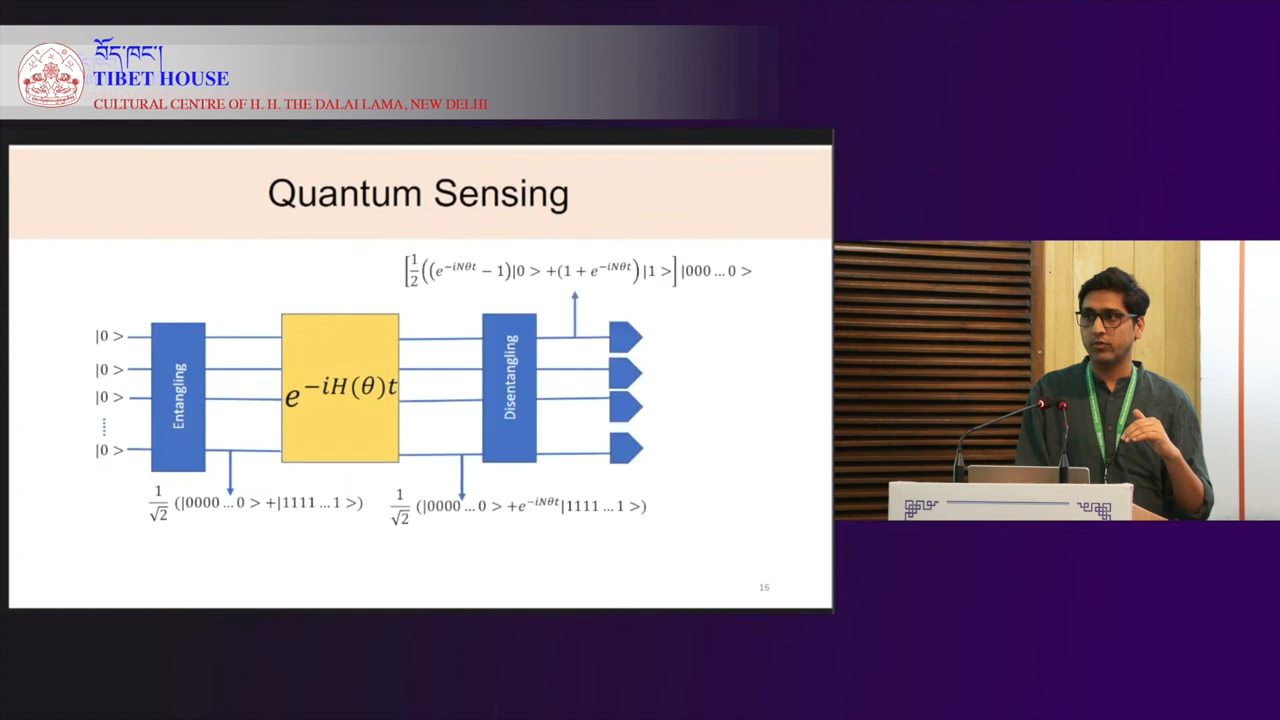 བོད་ཁང་།
TIBET HOUSE
CULTURAL CENTRE OF H. H. THE DALAI LAMA, NEW DELHI
Quantum Sensing
[1/2((e^{-iNθt} − 1)|0 > +(1 + e^{-iNθt})|1 >]|000 … 0 >
|0 >
|0 >
|0 >
|0 >
Entangling
e^{−iH(θ)t}
Disentangling
1/√2 (|0000 … 0 > +|1111 … 1 >)
1/√2 (|0000 … 0 > +e^{-iNθt}|1111 … 1 >)
16